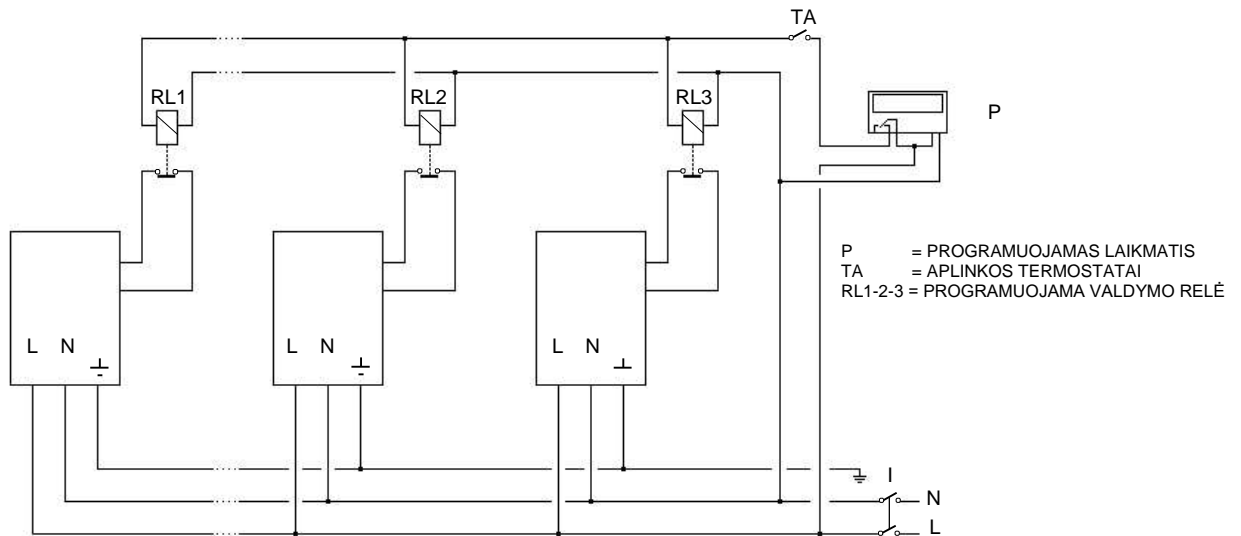 TA
RL1 RL2 RL3
P
P = PROGRAMUOJAMAS LAIKMATIS
TA = APLINKOS TERMOSTATAI
RL1-2-3 = PROGRAMUOJAMA VALDYMO RELĖ
L N L N L N
I
N
L